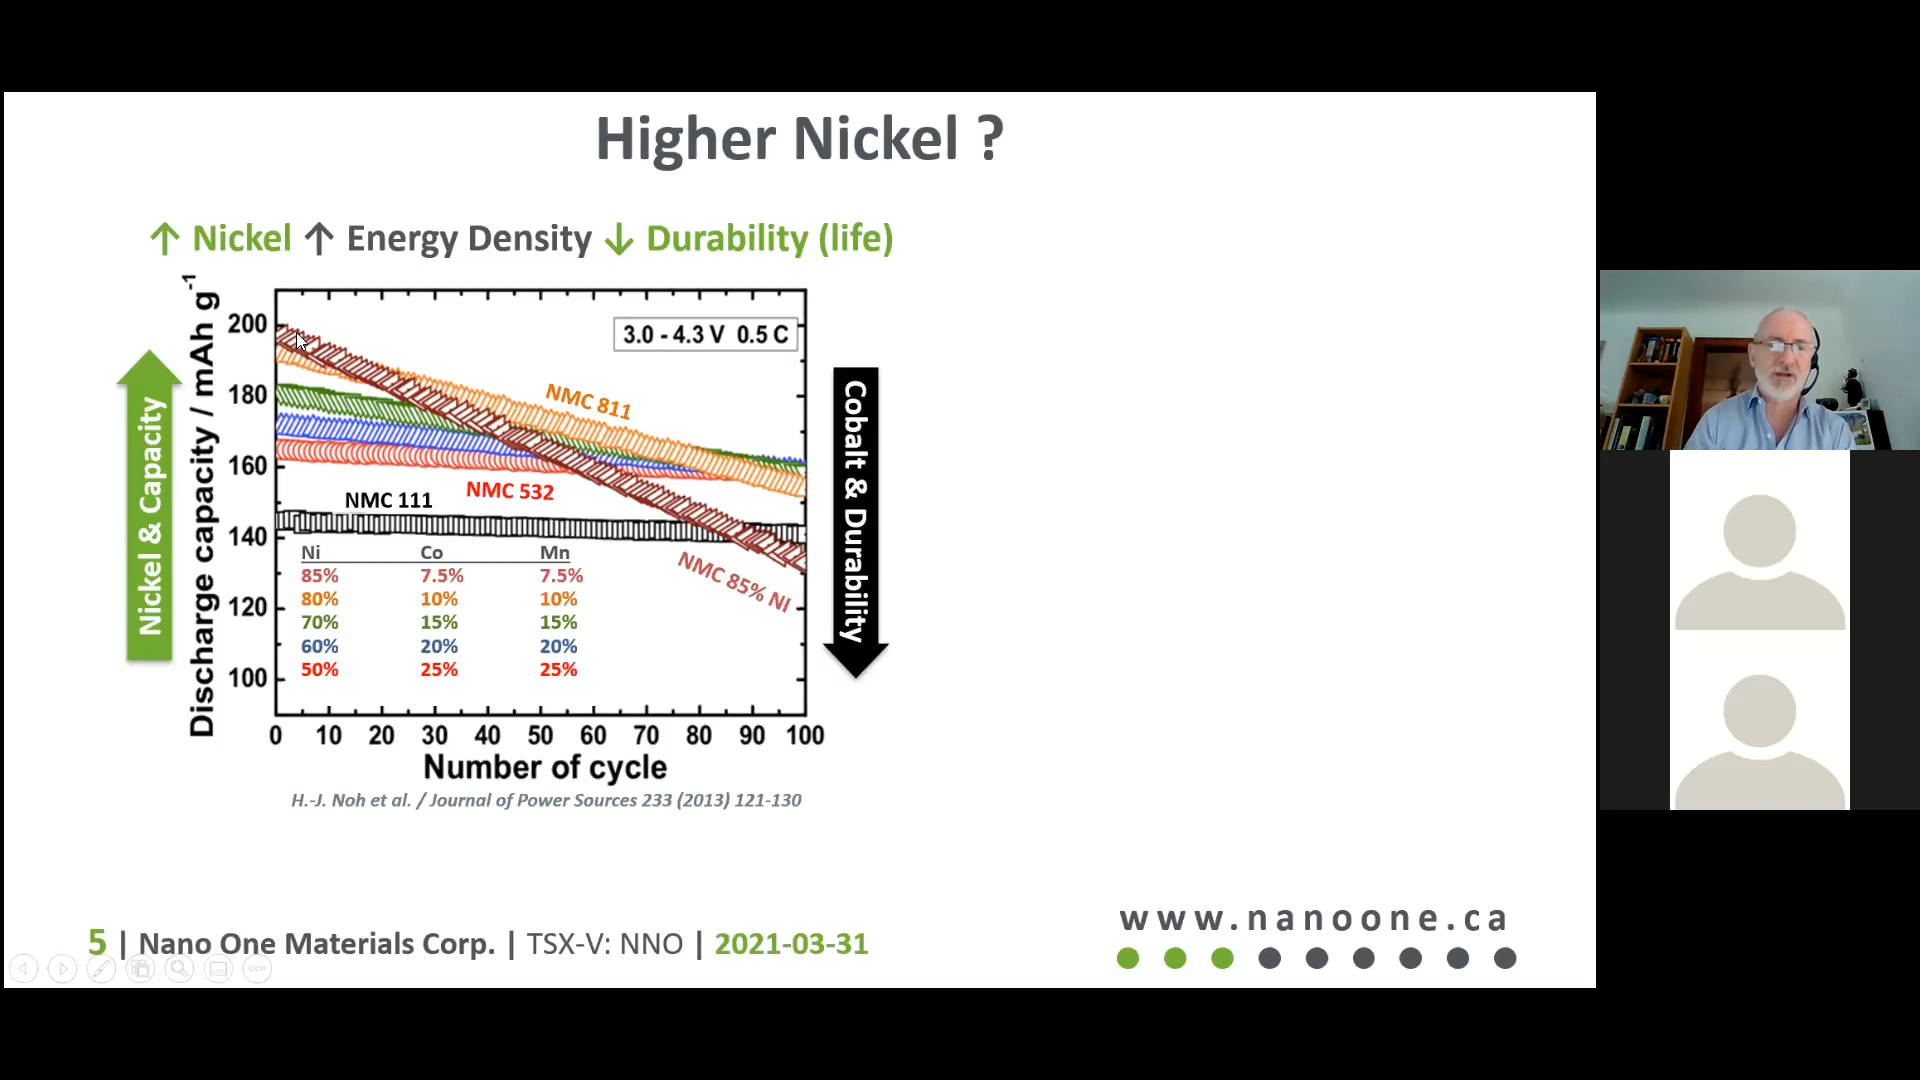 Higher Nickel ?
↑ Nickel ↑ Energy Density ↓ Durability (life)
Nickel & Capacity
Discharge capacity / mAh g-1
200
180
160
140
120
100
3.0 - 4.3 V 0.5 C
NMC 811
NMC 532
NMC 111
NMC 85% NI
Ni Co Mn
85% 7.5% 7.5%
80% 10% 10%
70% 15% 15%
60% 20% 20%
50% 25% 25%
0 10 20 30 40 50 60 70 80 90 100
Number of cycle
Cobalt & Durability
H.-J. Noh et al. / Journal of Power Sources 233 (2013) 121-130
www.nanoone.ca
5 | Nano One Materials Corp. | TSX-V: NNO | 2021-03-31